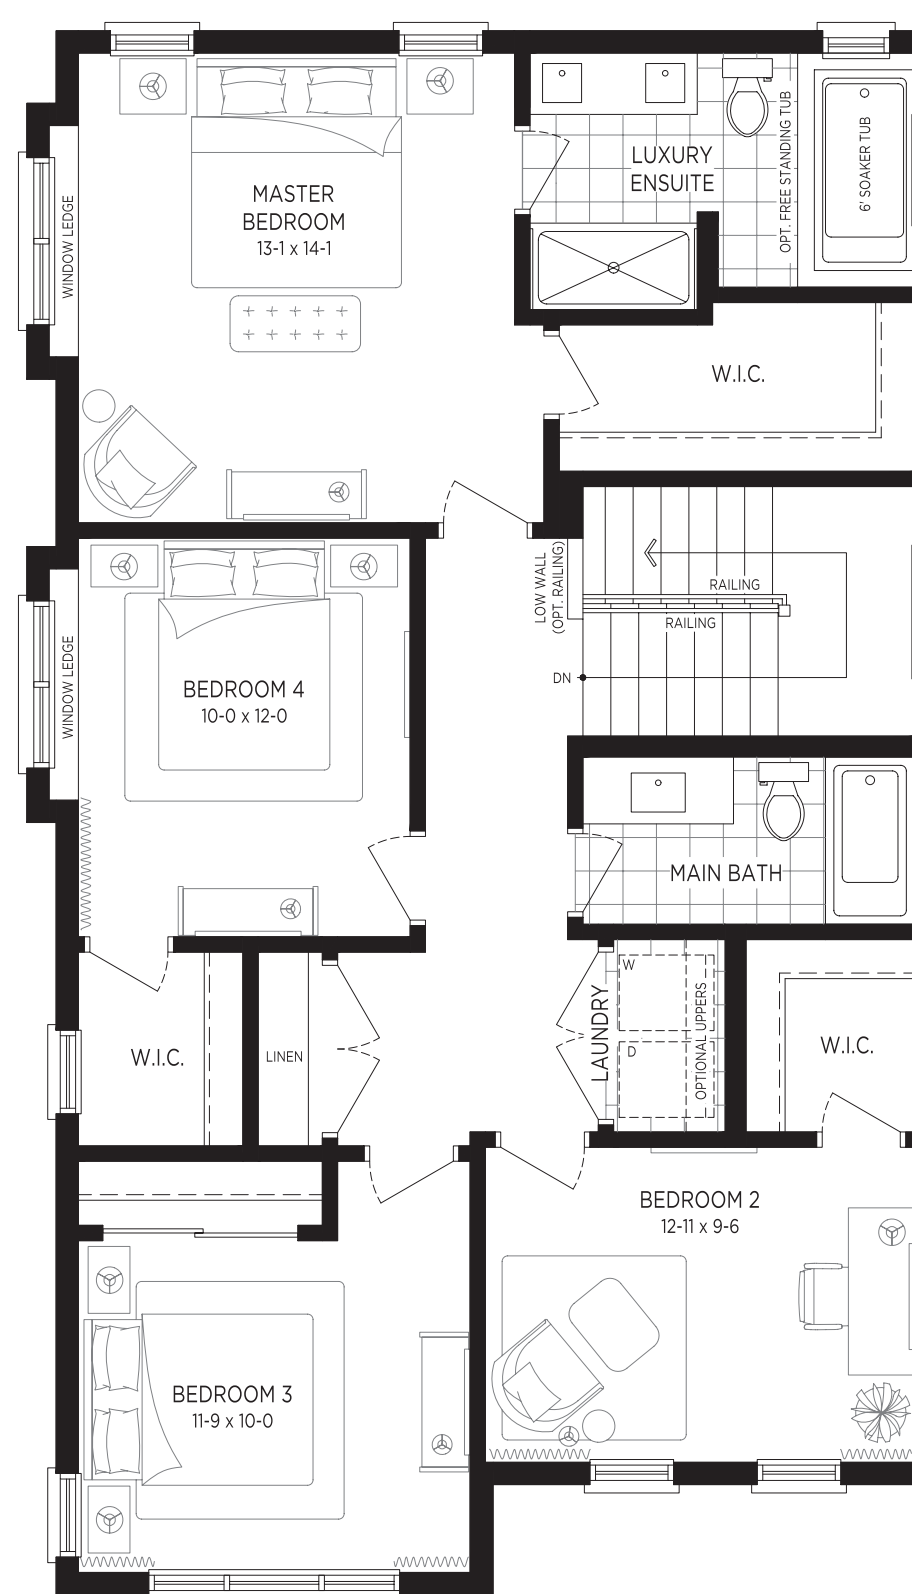 MASTER
BEDROOM
13-1 x 14-1
WINDOW LEDGE
LUXURY
ENSUITE
OPT. FREE STANDING TUB
6' SOAKER TUB
W.I.C.
LOW WALL
(OPT. RAILING)
RAILING
RAILING
DN
WINDOW LEDGE
BEDROOM 4
10-0 x 12-0
MAIN BATH
W.I.C.
LINEN
LAUNDRY
W
D
OPTIONAL UPPERS
W.I.C.
BEDROOM 2
12-11 x 9-6
BEDROOM 3
11-9 x 10-0